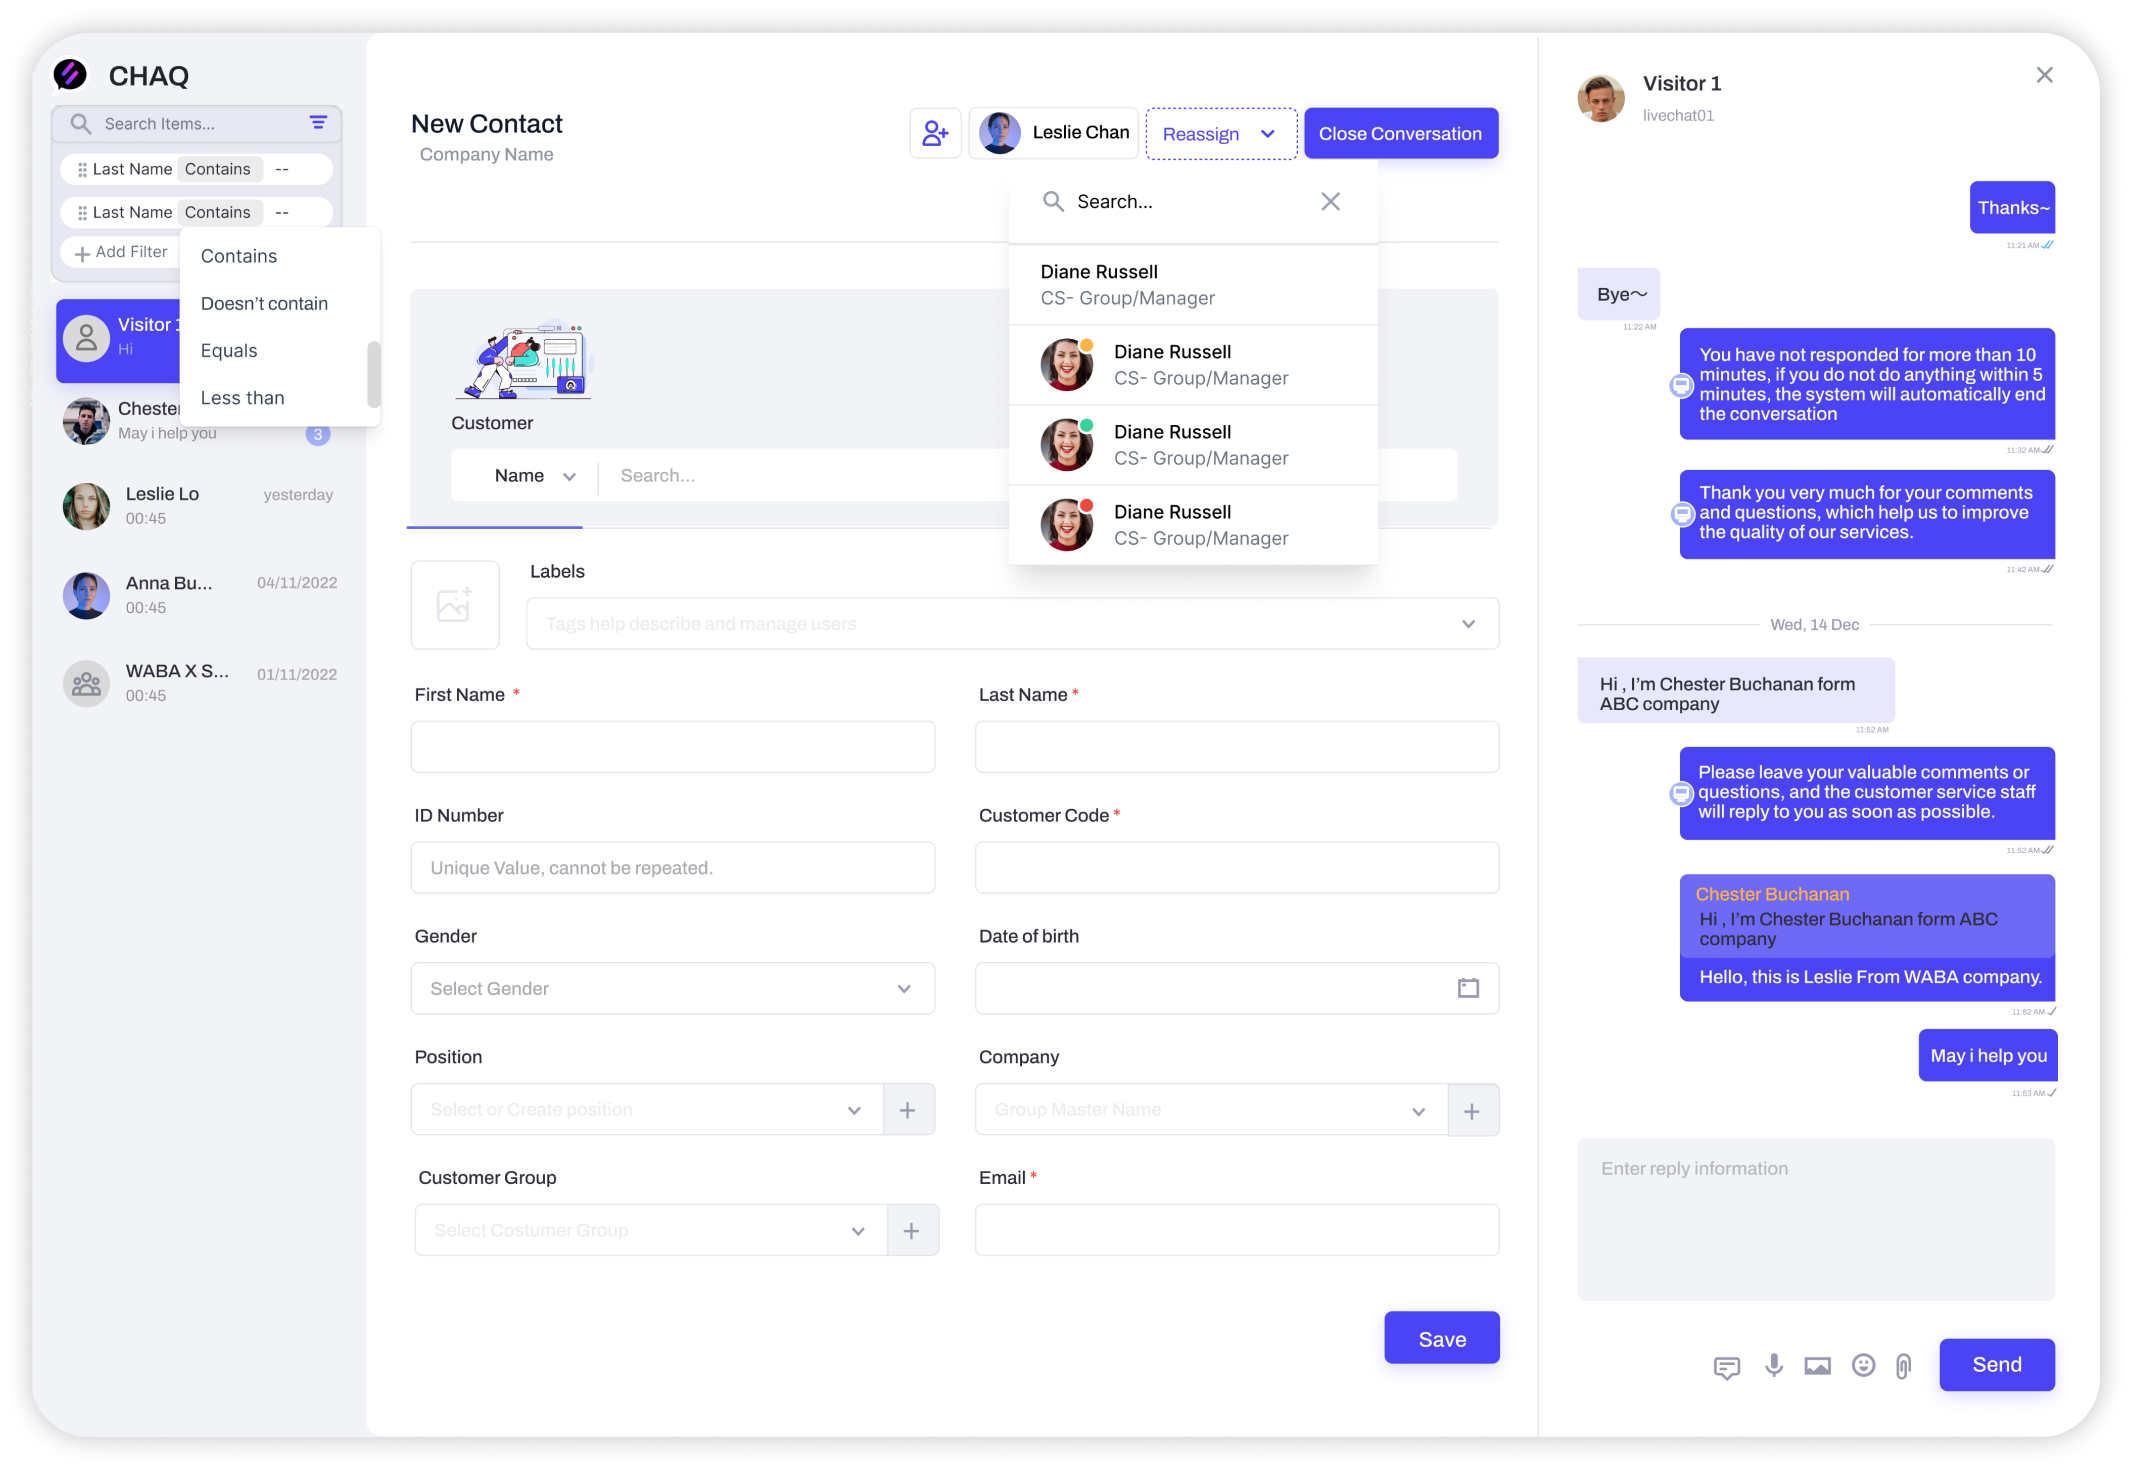 CHAQ
Search Items...
Last Name Contains --
Last Name Contains --
Add Filter
Contains
Doesn't contain
Equals
Less than
Visitor 1
Hi
Chester
May i help you
3
Leslie Lo yesterday
00:45
Anna Bu... 04/11/2022
00:45
WABA X S... 01/11/2022
00:45
New Contact
Company Name
Leslie Chan
Reassign
Close Conversation
Search...
Diane Russell
CS- Group/Manager
Diane Russell
CS- Group/Manager
Diane Russell
CS- Group/Manager
Diane Russell
CS- Group/Manager
Customer
Name Search...
Labels
Tags help describe and manage users
First Name *
Last Name *
ID Number
Customer Code *
Unique Value, cannot be repeated.
Gender
Date of birth
Select Gender
Position
Company
Select or Create position
Group Master Name
Customer Group
Email *
Select Costumer Group
Save
Visitor 1
livechat01
Thanks~
11:21 AM
Bye～
11:22 AM
You have not responded for more than 10
minutes, if you do not do anything within 5
minutes, the system will automatically end
the conversation
11:32 AM
Thank you very much for your comments
and questions, which help us to improve
the quality of our services.
11:42 AM
Wed, 14 Dec
Hi , I'm Chester Buchanan form
ABC company
11:52 AM
Please leave your valuable comments or
questions, and the customer service staff
will reply to you as soon as possible.
11:52 AM
Chester Buchanan
Hi , I'm Chester Buchanan form ABC
company
Hello, this is Leslie From WABA company.
11:52 AM
May i help you
11:53 AM
Enter reply information
Send